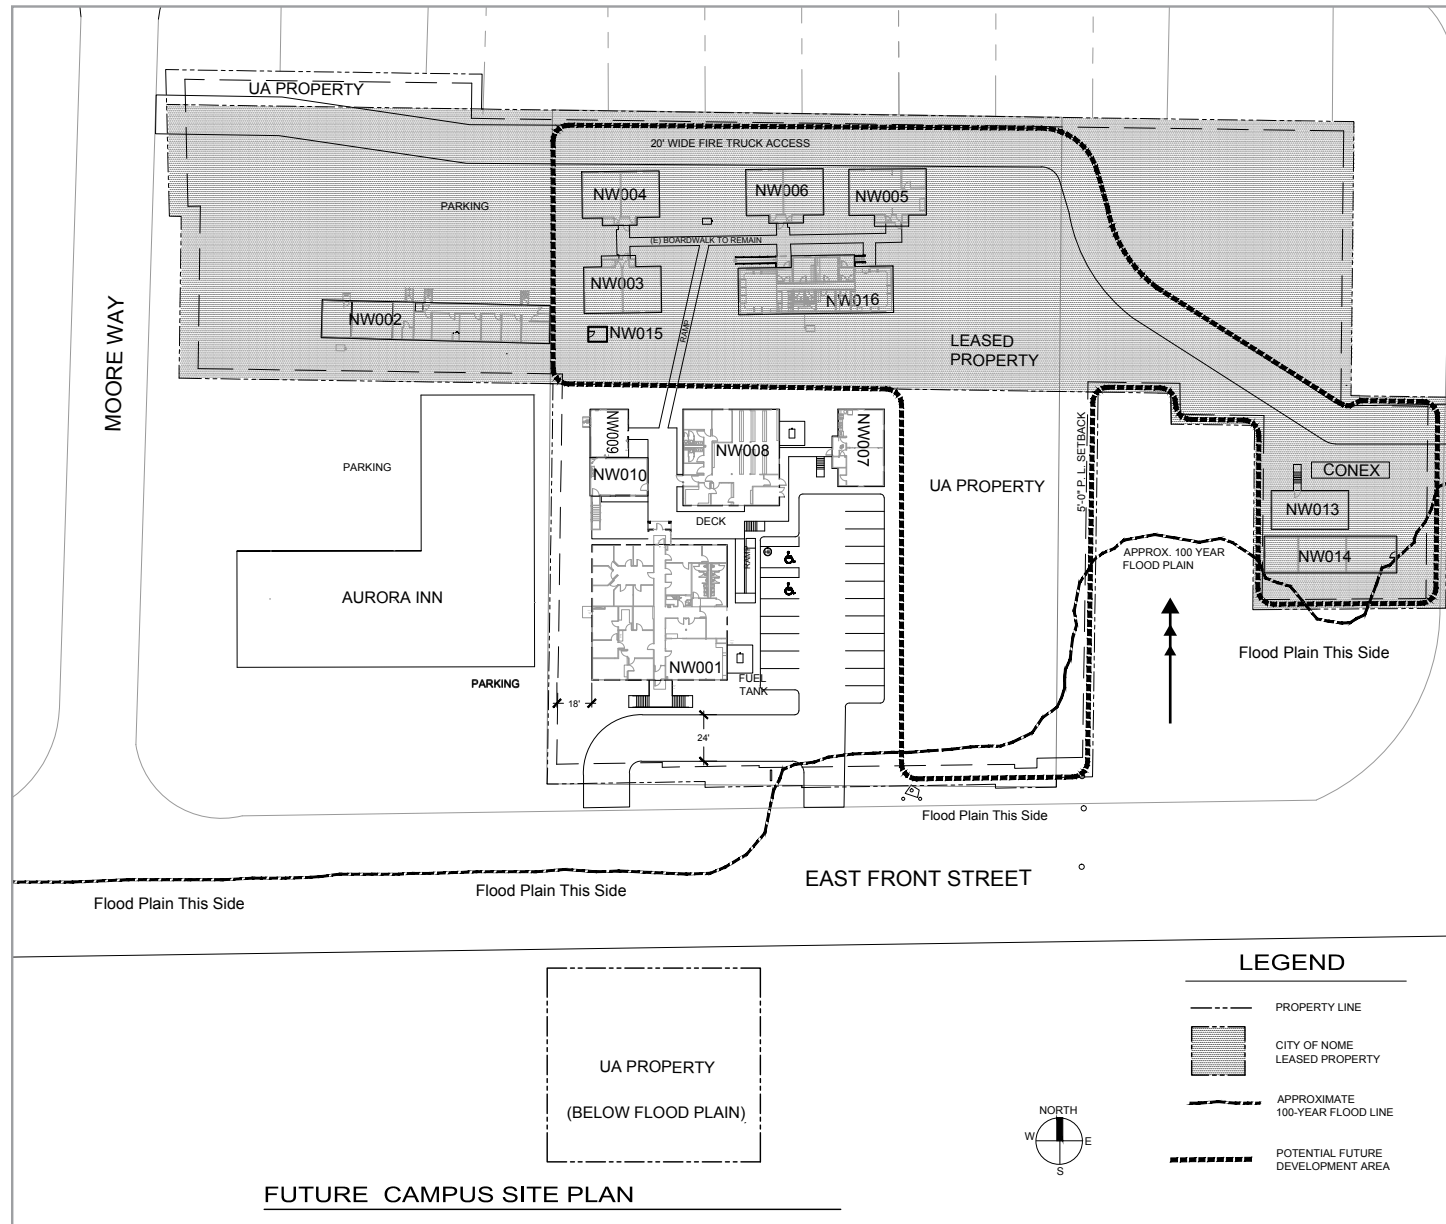 UA PROPERTY
20' WIDE FIRE TRUCK ACCESS
NW004
NW006
NW005
PARKING
(E) BOARDWALK TO REMAIN
NW003
NW016
NW002
NW015
RAMP
LEASED
PROPERTY
MOORE WAY
NW009
NW008
NW007
PARKING
NW010
UA PROPERTY
5'-0" P. L. SETBACK
CONEX
NW013
DECK
RAMP
APPROX. 100 YEAR
FLOOD PLAIN
NW014
AURORA INN
NW001
FUEL
TANK
PARKING
18'
24'
Flood Plain This Side
Flood Plain This Side
EAST FRONT STREET
Flood Plain This Side
Flood Plain This Side
LEGEND
PROPERTY LINE
CITY OF NOME
LEASED PROPERTY
APPROXIMATE
100-YEAR FLOOD LINE
POTENTIAL FUTURE
DEVELOPMENT AREA
UA PROPERTY
(BELOW FLOOD PLAIN)
NORTH
W
E
S
FUTURE CAMPUS SITE PLAN